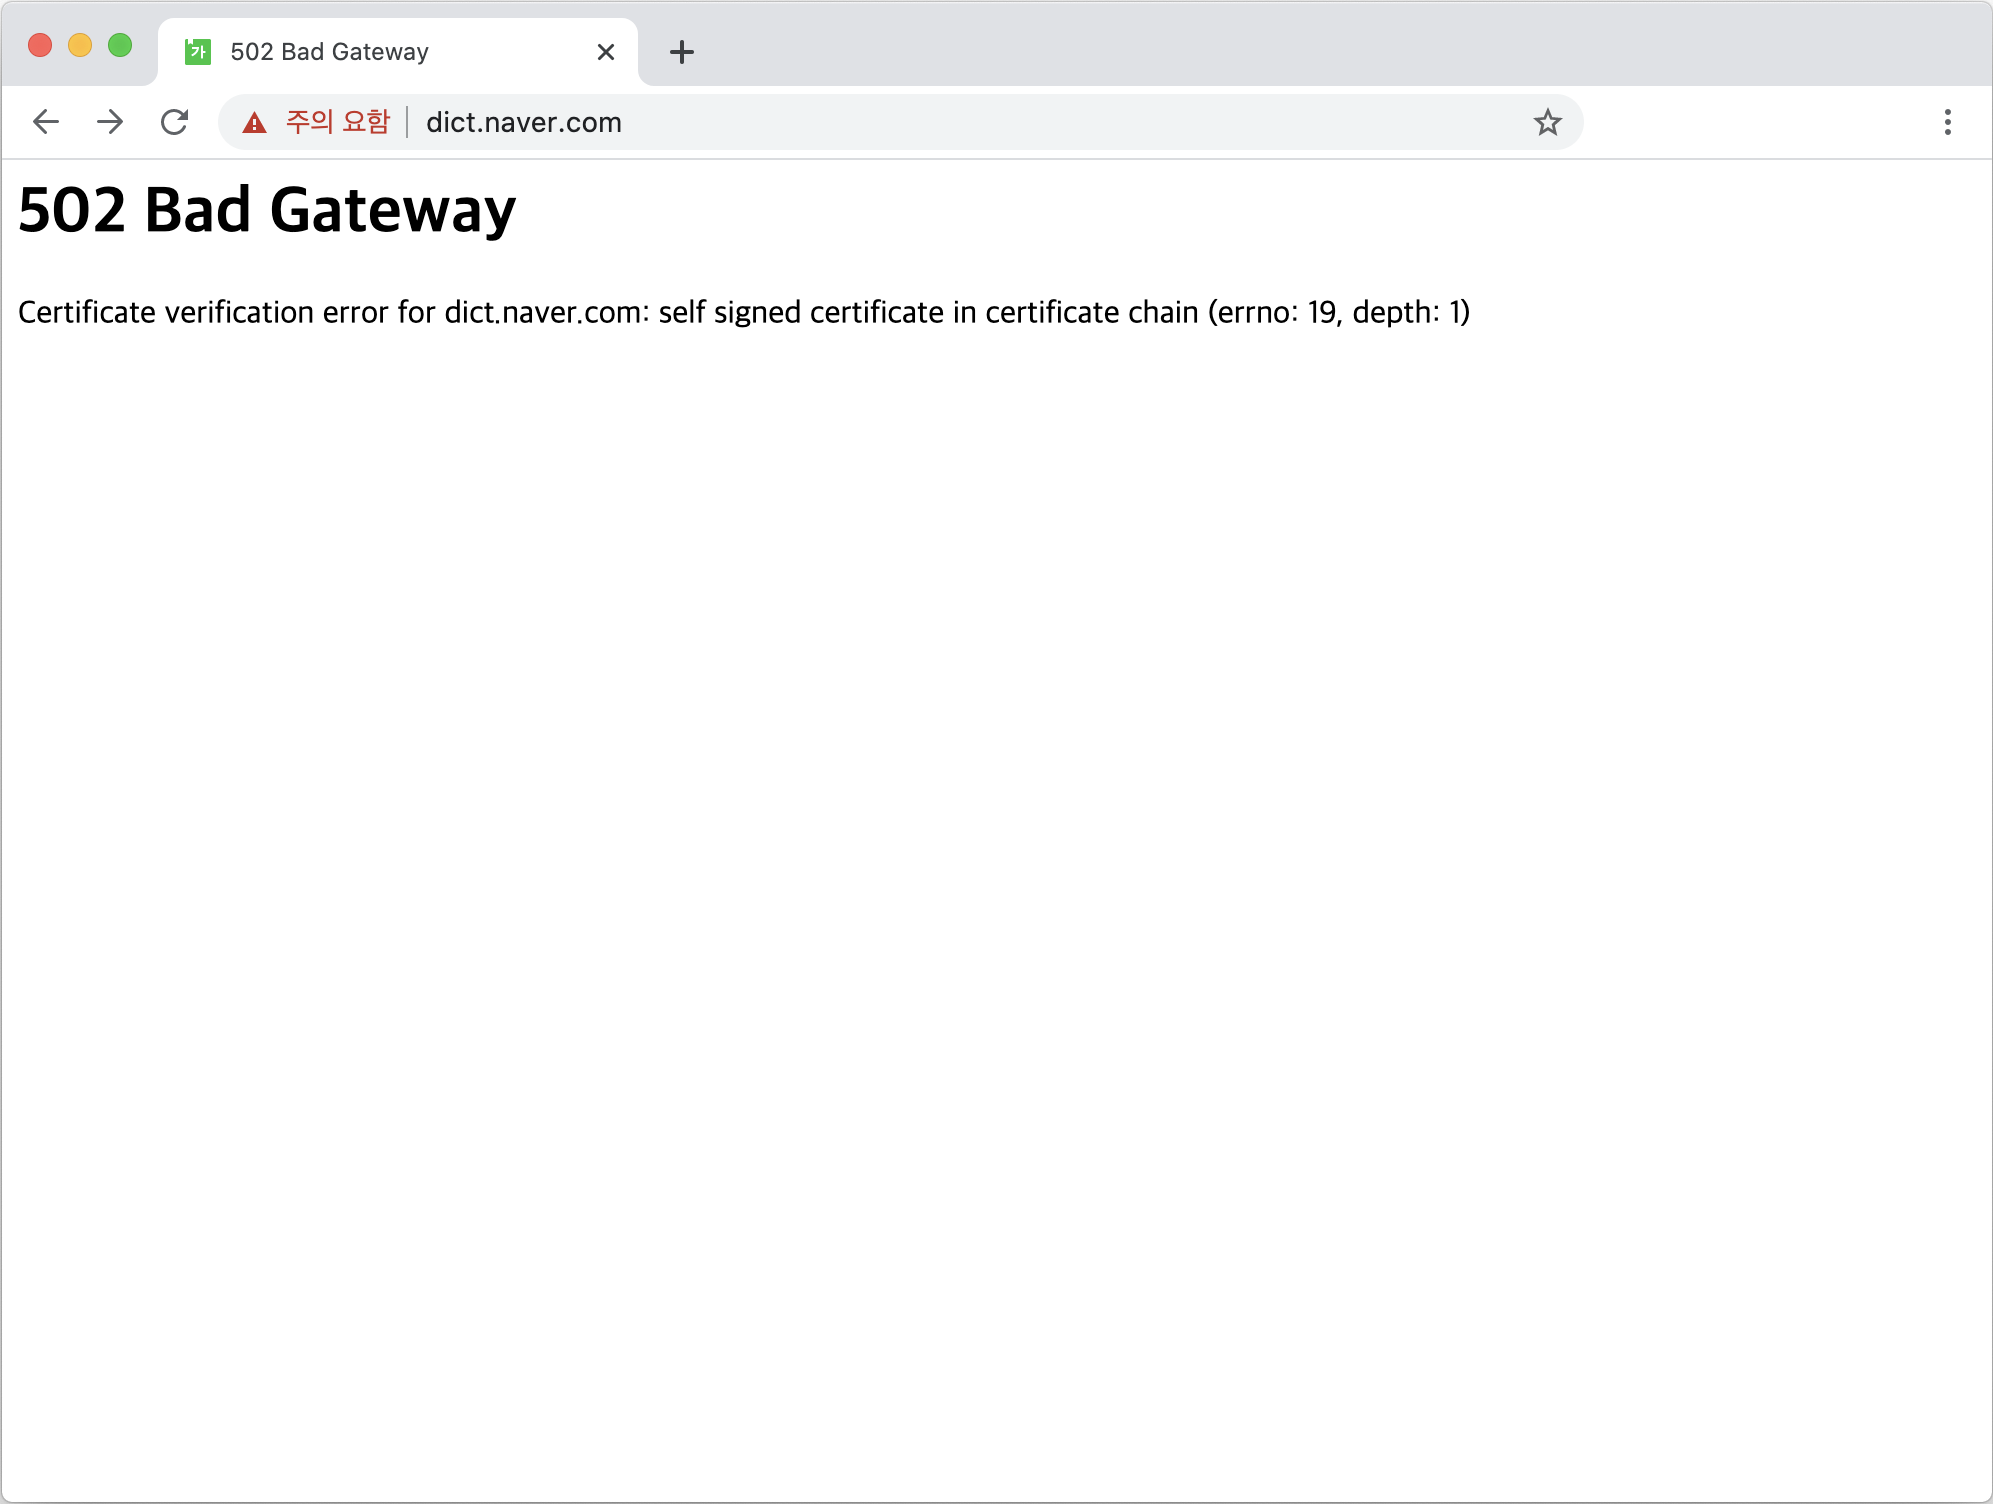 가 502 Bad Gateway
주의 요함 dict.naver.com
502 Bad Gateway
Certificate verification error for dict.naver.com: self signed certificate in certificate chain (errno: 19, depth: 1)